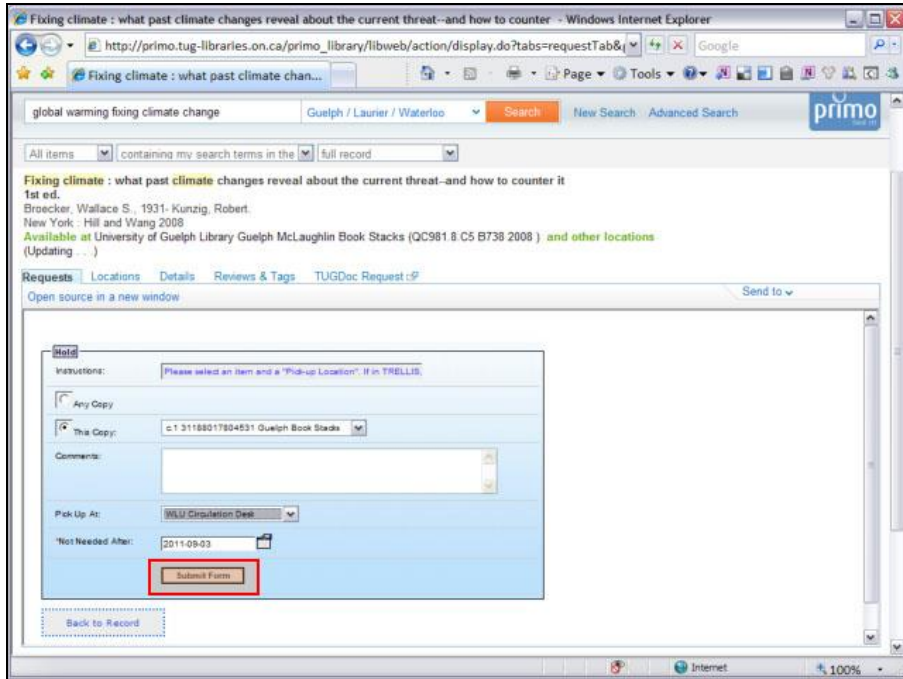 Fixing climate : what past climate changes reveal about the current threat--and how to counter - Windows Internet Explorer
http://primo.tug-libraries.on.ca/primo_library/libweb/action/display.do?tabs=requestTab& Google
Fixing climate : what past climate chan... Page Tools
global warming fixing climate change Guelph / Laurier / Waterloo Search New Search Advanced Search primo
All items containing my search terms in the full record
Fixing climate : what past climate changes reveal about the current threat--and how to counter it
1st ed.
Broecker, Wallace S., 1931- Kunzig, Robert.
New York : Hill and Wang 2008
Available at University of Guelph Library Guelph McLaughlin Book Stacks (QC981.8.C5 B738 2008 ) and other locations
(Updating . . .)
Requests Locations Details Reviews & Tags TUGDoc Request
Open source in a new window Send to
Hold
Instructions: Please select an item and a "Pick-up Location". If in TRELLIS,
Any Copy
This Copy: c.1 31188017804531 Guelph Book Stacks
Comments:
Pick Up At: WLU Circulation Desk
*Not Needed After: 2011-09-03
Submit Form
Back to Record
Internet 100%